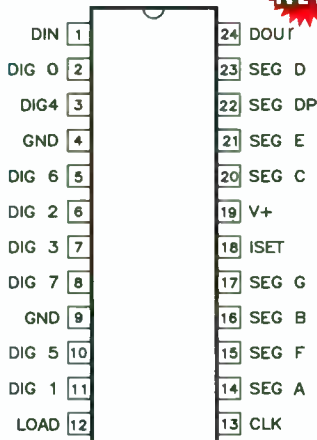 DIN 1 24 DOUT
DIG 0 2 23 SEG D
DIG4 3 22 SEG DP
GND 4 21 SEG E
DIG 6 5 20 SEG C
DIG 2 6 19 V+
DIG 3 7 18 ISET
DIG 7 8 17 SEG G
GND 9 16 SEG B
DIG 5 10 15 SEG F
DIG 1 11 14 SEG A
LOAD 12 13 CLK